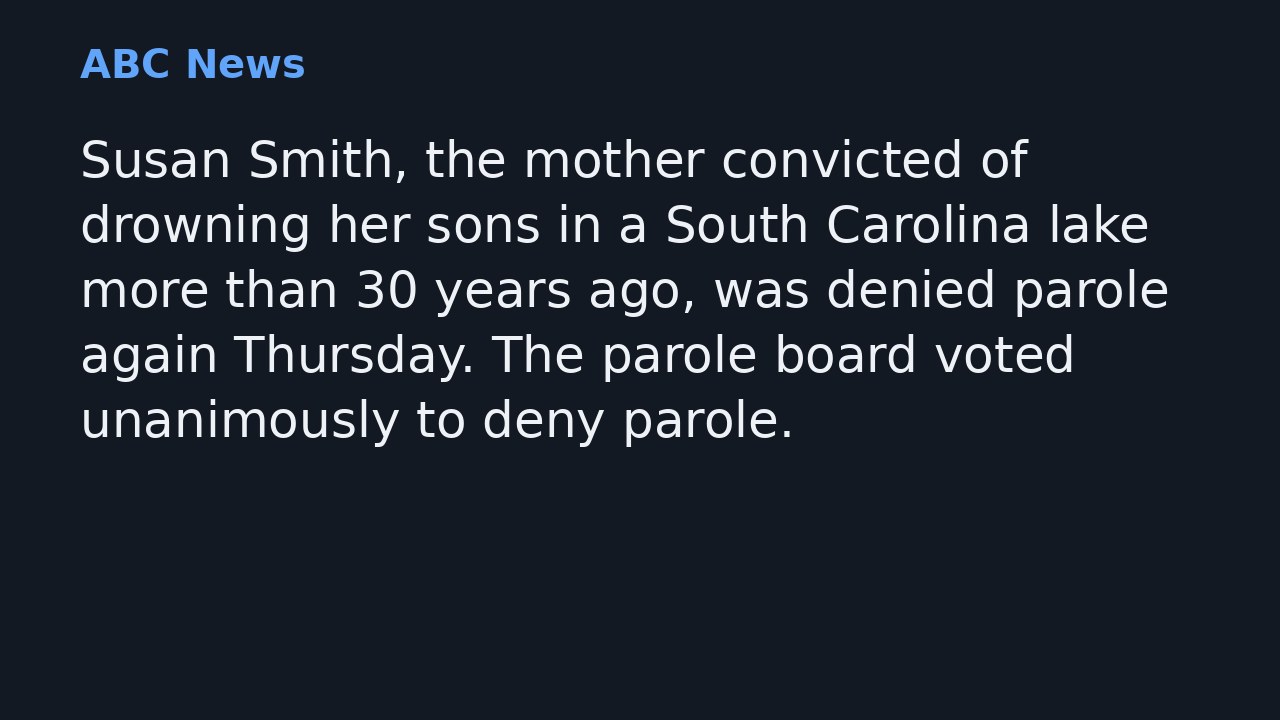 ABC News
Susan Smith, the mother convicted of
drowning her sons in a South Carolina lake
more than 30 years ago, was denied parole
again Thursday. The parole board voted
unanimously to deny parole.